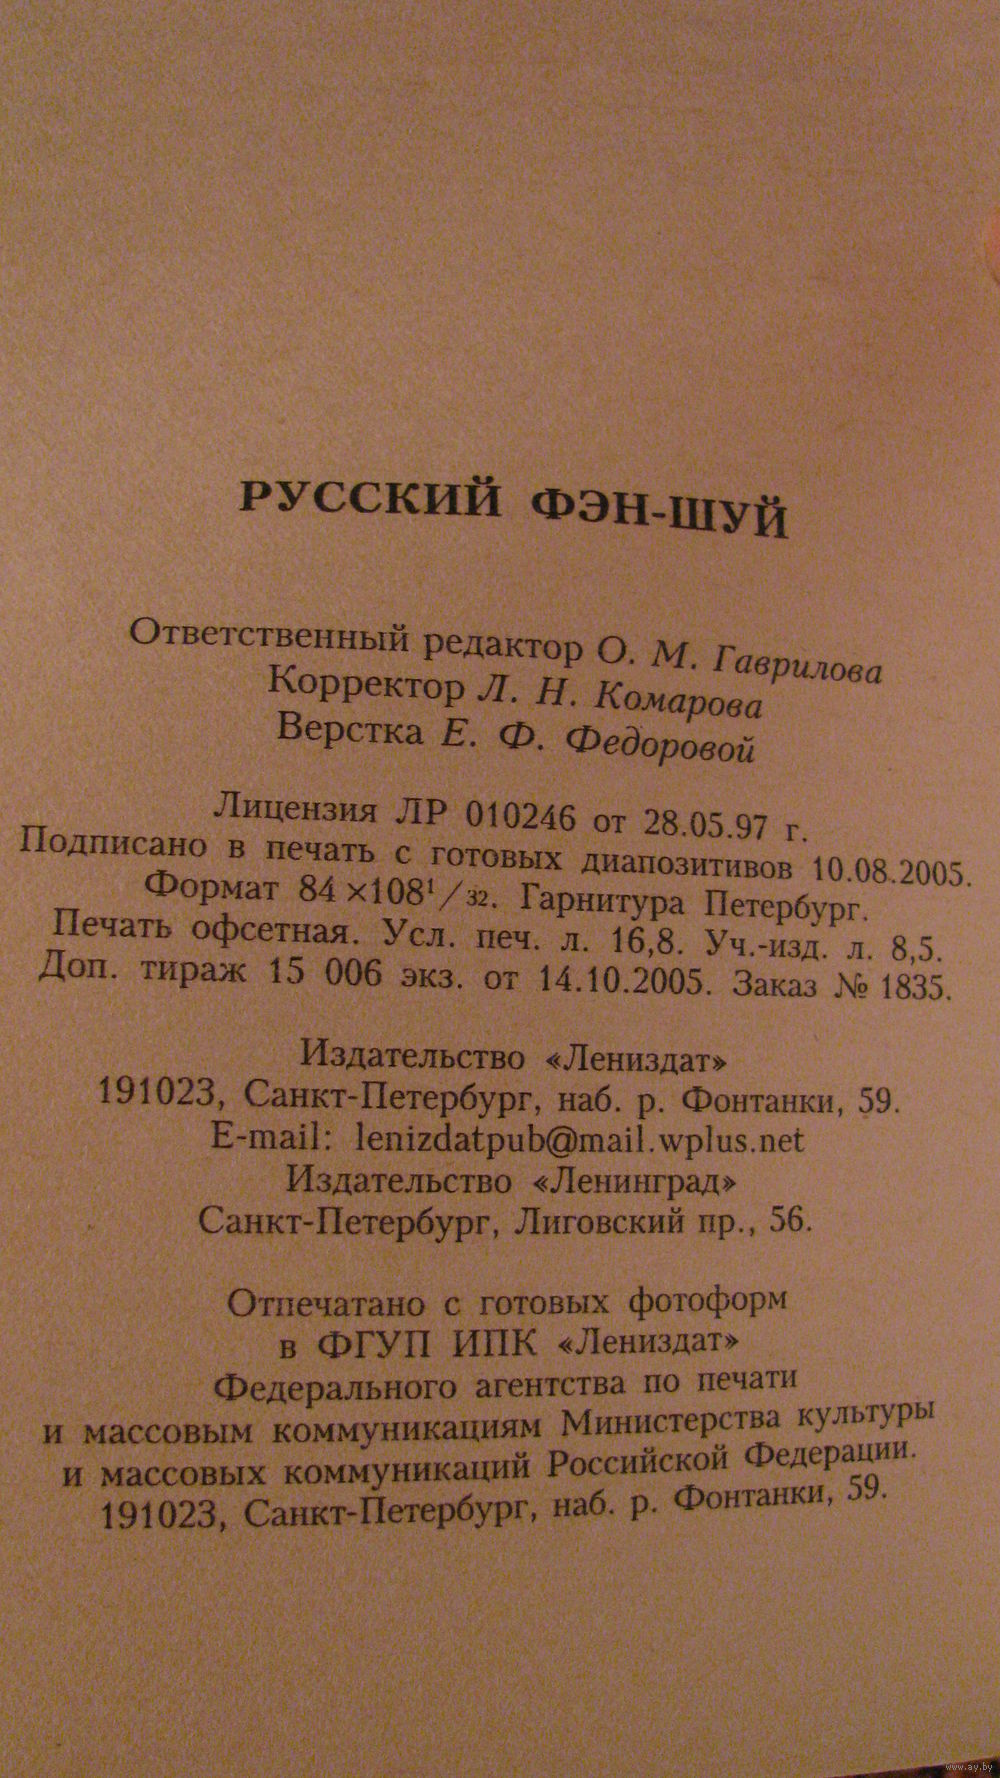 РУССКИЙ ФЭН-ШУЙ
Ответственный редактор О. М. Гаврилова
Корректор Л. Н. Комарова
Верстка Е. Ф. Федоровой
Лицензия ЛР 010246 от 28.05.97 г.
Подписано в печать с готовых диапозитивов 10.08.2005.
Формат 84×108¹/₃₂. Гарнитура Петербург.
Печать офсетная. Усл. печ. л. 16,8. Уч.-изд. л. 8,5.
Доп. тираж 15 006 экз. от 14.10.2005. Заказ № 1835.
Издательство «Лениздат»
191023, Санкт-Петербург, наб. р. Фонтанки, 59.
E-mail: lenizdatpub@mail.wplus.net
Издательство «Ленинград»
Санкт-Петербург, Лиговский пр., 56.
Отпечатано с готовых фотоформ
в ФГУП ИПК «Лениздат»
Федерального агентства по печати
и массовым коммуникациям Министерства культуры
и массовых коммуникаций Российской Федерации.
191023, Санкт-Петербург, наб. р. Фонтанки, 59.
www.ay.by